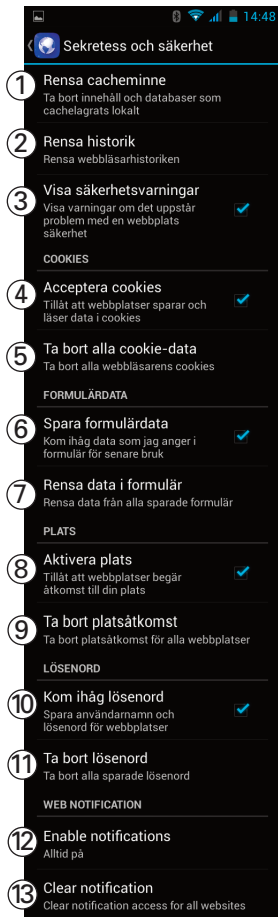 14:48
Sekretess och säkerhet
1 Rensa cacheminne
Ta bort innehåll och databaser som
cachelagrats lokalt
2 Rensa historik
Rensa webbläsarhistoriken
3 Visa säkerhetsvarningar
Visa varningar om det uppstår
problem med en webbplats
säkerhet
COOKIES
4 Acceptera cookies
Tillåt att webbplatser sparar och
läser data i cookies
5 Ta bort alla cookie-data
Ta bort alla webbläsarens cookies
FORMULÄRDATA
6 Spara formulärdata
Kom ihåg data som jag anger i
formulär för senare bruk
7 Rensa data i formulär
Rensa data från alla sparade formulär
PLATS
8 Aktivera plats
Tillåt att webbplatser begär
åtkomst till din plats
9 Ta bort platsåtkomst
Ta bort platsåtkomst för alla webbplatser
LÖSENORD
10 Kom ihåg lösenord
Spara användarnamn och
lösenord för webbplatser
11 Ta bort lösenord
Ta bort alla sparade lösenord
WEB NOTIFICATION
12 Enable notifications
Alltid på
13 Clear notification
Clear notification access for all websites